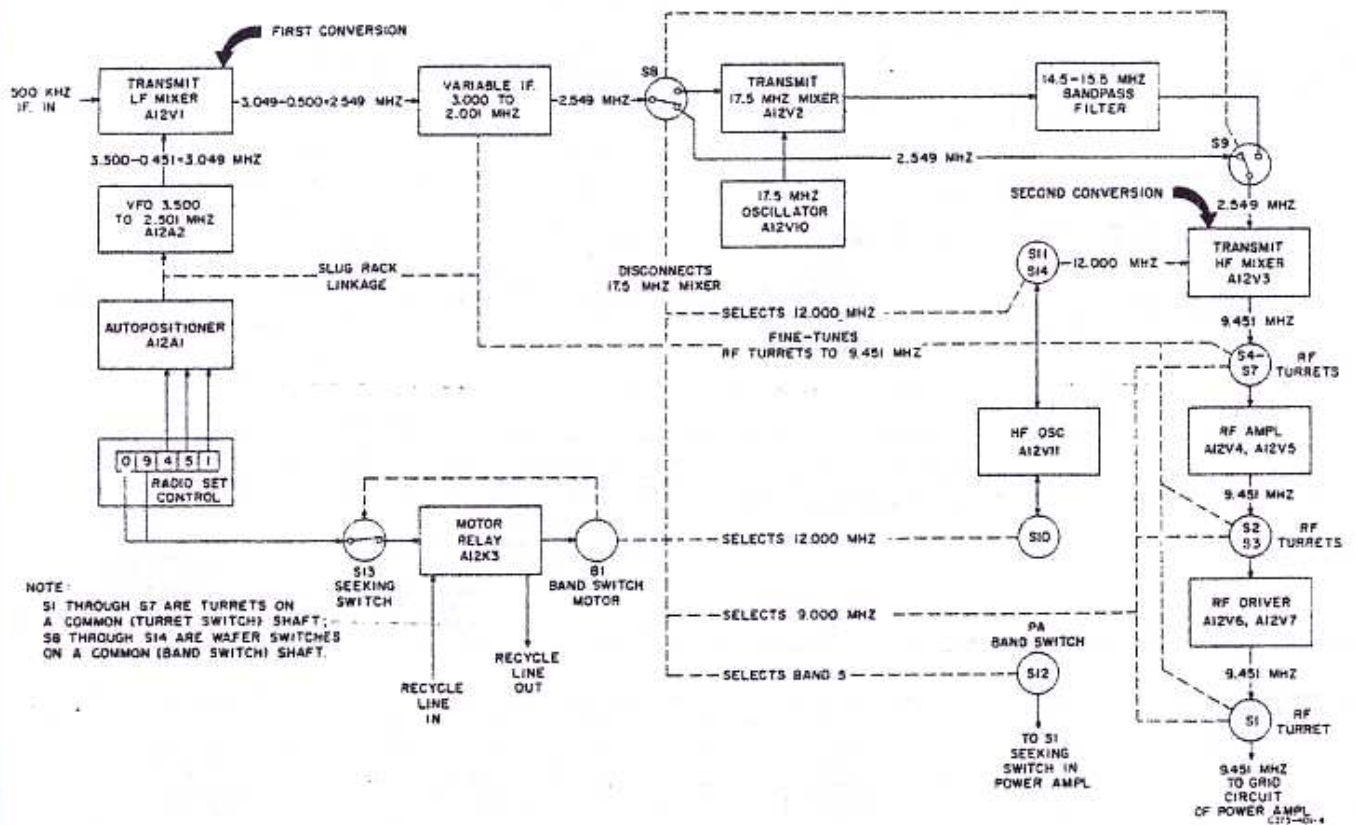 FIRST CONVERSION
500 KHZ
IF. IN
TRANSMIT
LF MIXER
A12V1
3.049-0.500=2.549 MHZ
VARIABLE IF.
3.000 TO
2.001 MHZ
2.549 MHZ
S8
TRANSMIT
17.5 MHZ MIXER
A12V2
14.5-15.5 MHZ
BANDPASS
FILTER
S9
2.549 MHZ
3.500-0.451=3.049 MHZ
VFO 3.500
TO 2.501 MHZ
A12A2
17.5 MHZ
OSCILLATOR
A12V10
SECOND CONVERSION
2.549 MHZ
TRANSMIT
HF MIXER
A12V3
S11
S14
12.000 MHZ
SLUG RACK
LINKAGE
DISCONNECTS
17.5 MHZ MIXER
SELECTS 12.000 MHZ
AUTOPOSITIONER
A12A1
FINE-TUNES
RF TURRETS TO 9.451 MHZ
9.451 MHZ
S4-
S7
RF
TURRETS
HF OSC
A12V11
RF AMPL
A12V4, A12V5
0 9 4 5 1
RADIO SET
CONTROL
9.451 MHZ
S2
S3
RF
TURRETS
S13
SEEKING
SWITCH
MOTOR
RELAY
A12K3
B1
BAND SWITCH
MOTOR
SELECTS 12.000 MHZ
S10
NOTE:
S1 THROUGH S7 ARE TURRETS ON
A COMMON (TURRET SWITCH) SHAFT;
S8 THROUGH S14 ARE WAFER SWITCHES
ON A COMMON (BAND SWITCH) SHAFT.
SELECTS 9.000 MHZ
RF DRIVER
A12V6, A12V7
RECYCLE
LINE
IN
RECYCLE
LINE
OUT
PA
BAND SWITCH
SELECTS BAND 5
S12
9.451 MHZ
S1
RF
TURRET
TO S1
SEEKING
SWITCH IN
POWER AMPL
9.451 MHZ
TO GRID
CIRCUIT
OF POWER AMPL